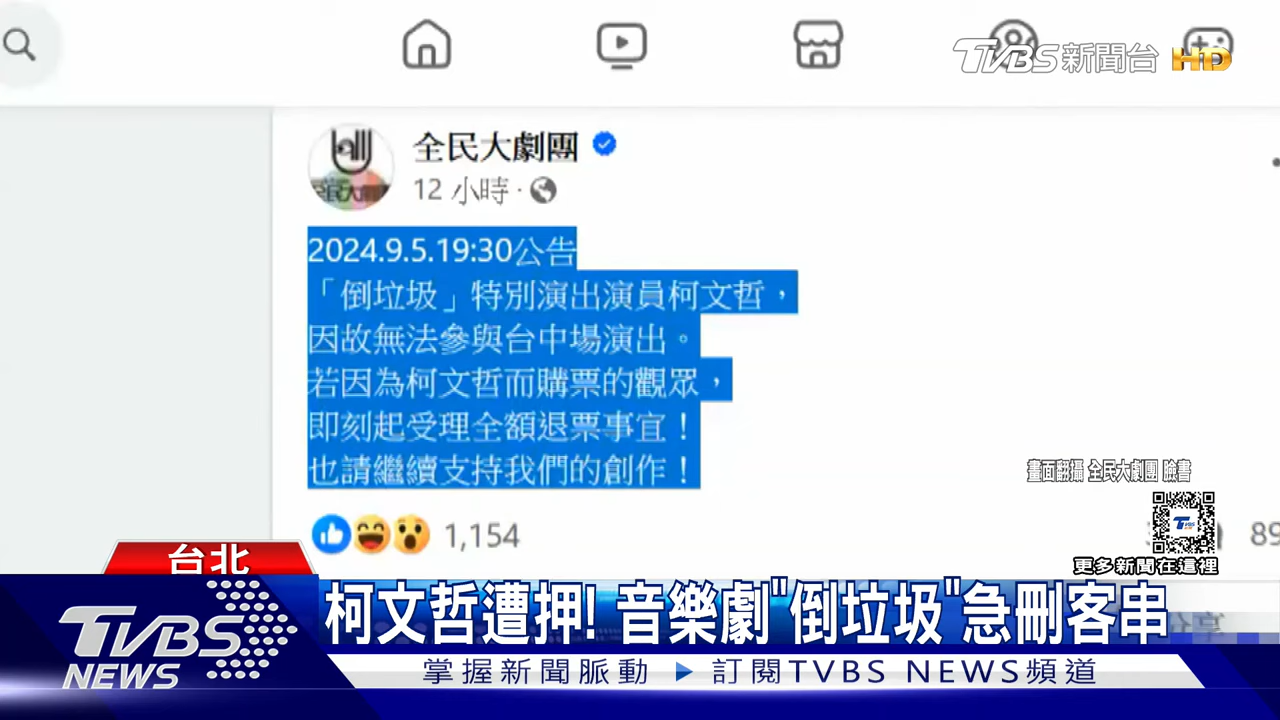 TVBS新聞台 HD
全民大劇團
12 小時
2024.9.5.19:30公告
「倒垃圾」特別演出演員柯文哲，
因故無法參與台中場演出。
若因為柯文哲而購票的觀眾，
即刻起受理全額退票事宜！
也請繼續支持我們的創作！
1,154
畫面翻攝 全民大劇團 臉書
TVBS
更多新聞在這裡
台北
柯文哲遭押! 音樂劇"倒垃圾"急刪客串
TVBS NEWS
掌握新聞脈動 ▶ 訂閱TVBS NEWS頻道